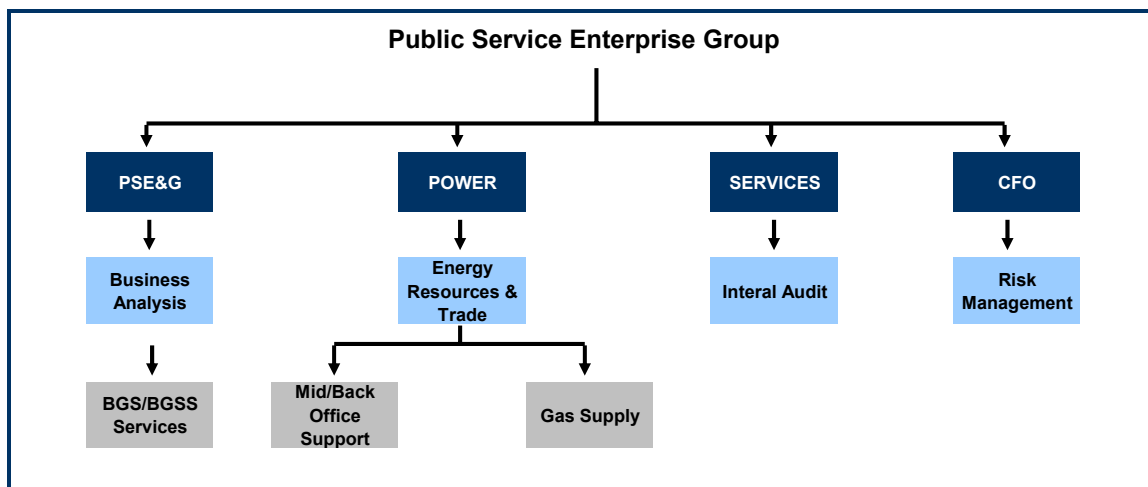 Public Service Enterprise Group
PSE&G
POWER
SERVICES
CFO
Business
Analysis
Energy
Resources &
Trade
Interal Audit
Risk
Management
BGS/BGSS
Services
Mid/Back
Office
Support
Gas Supply